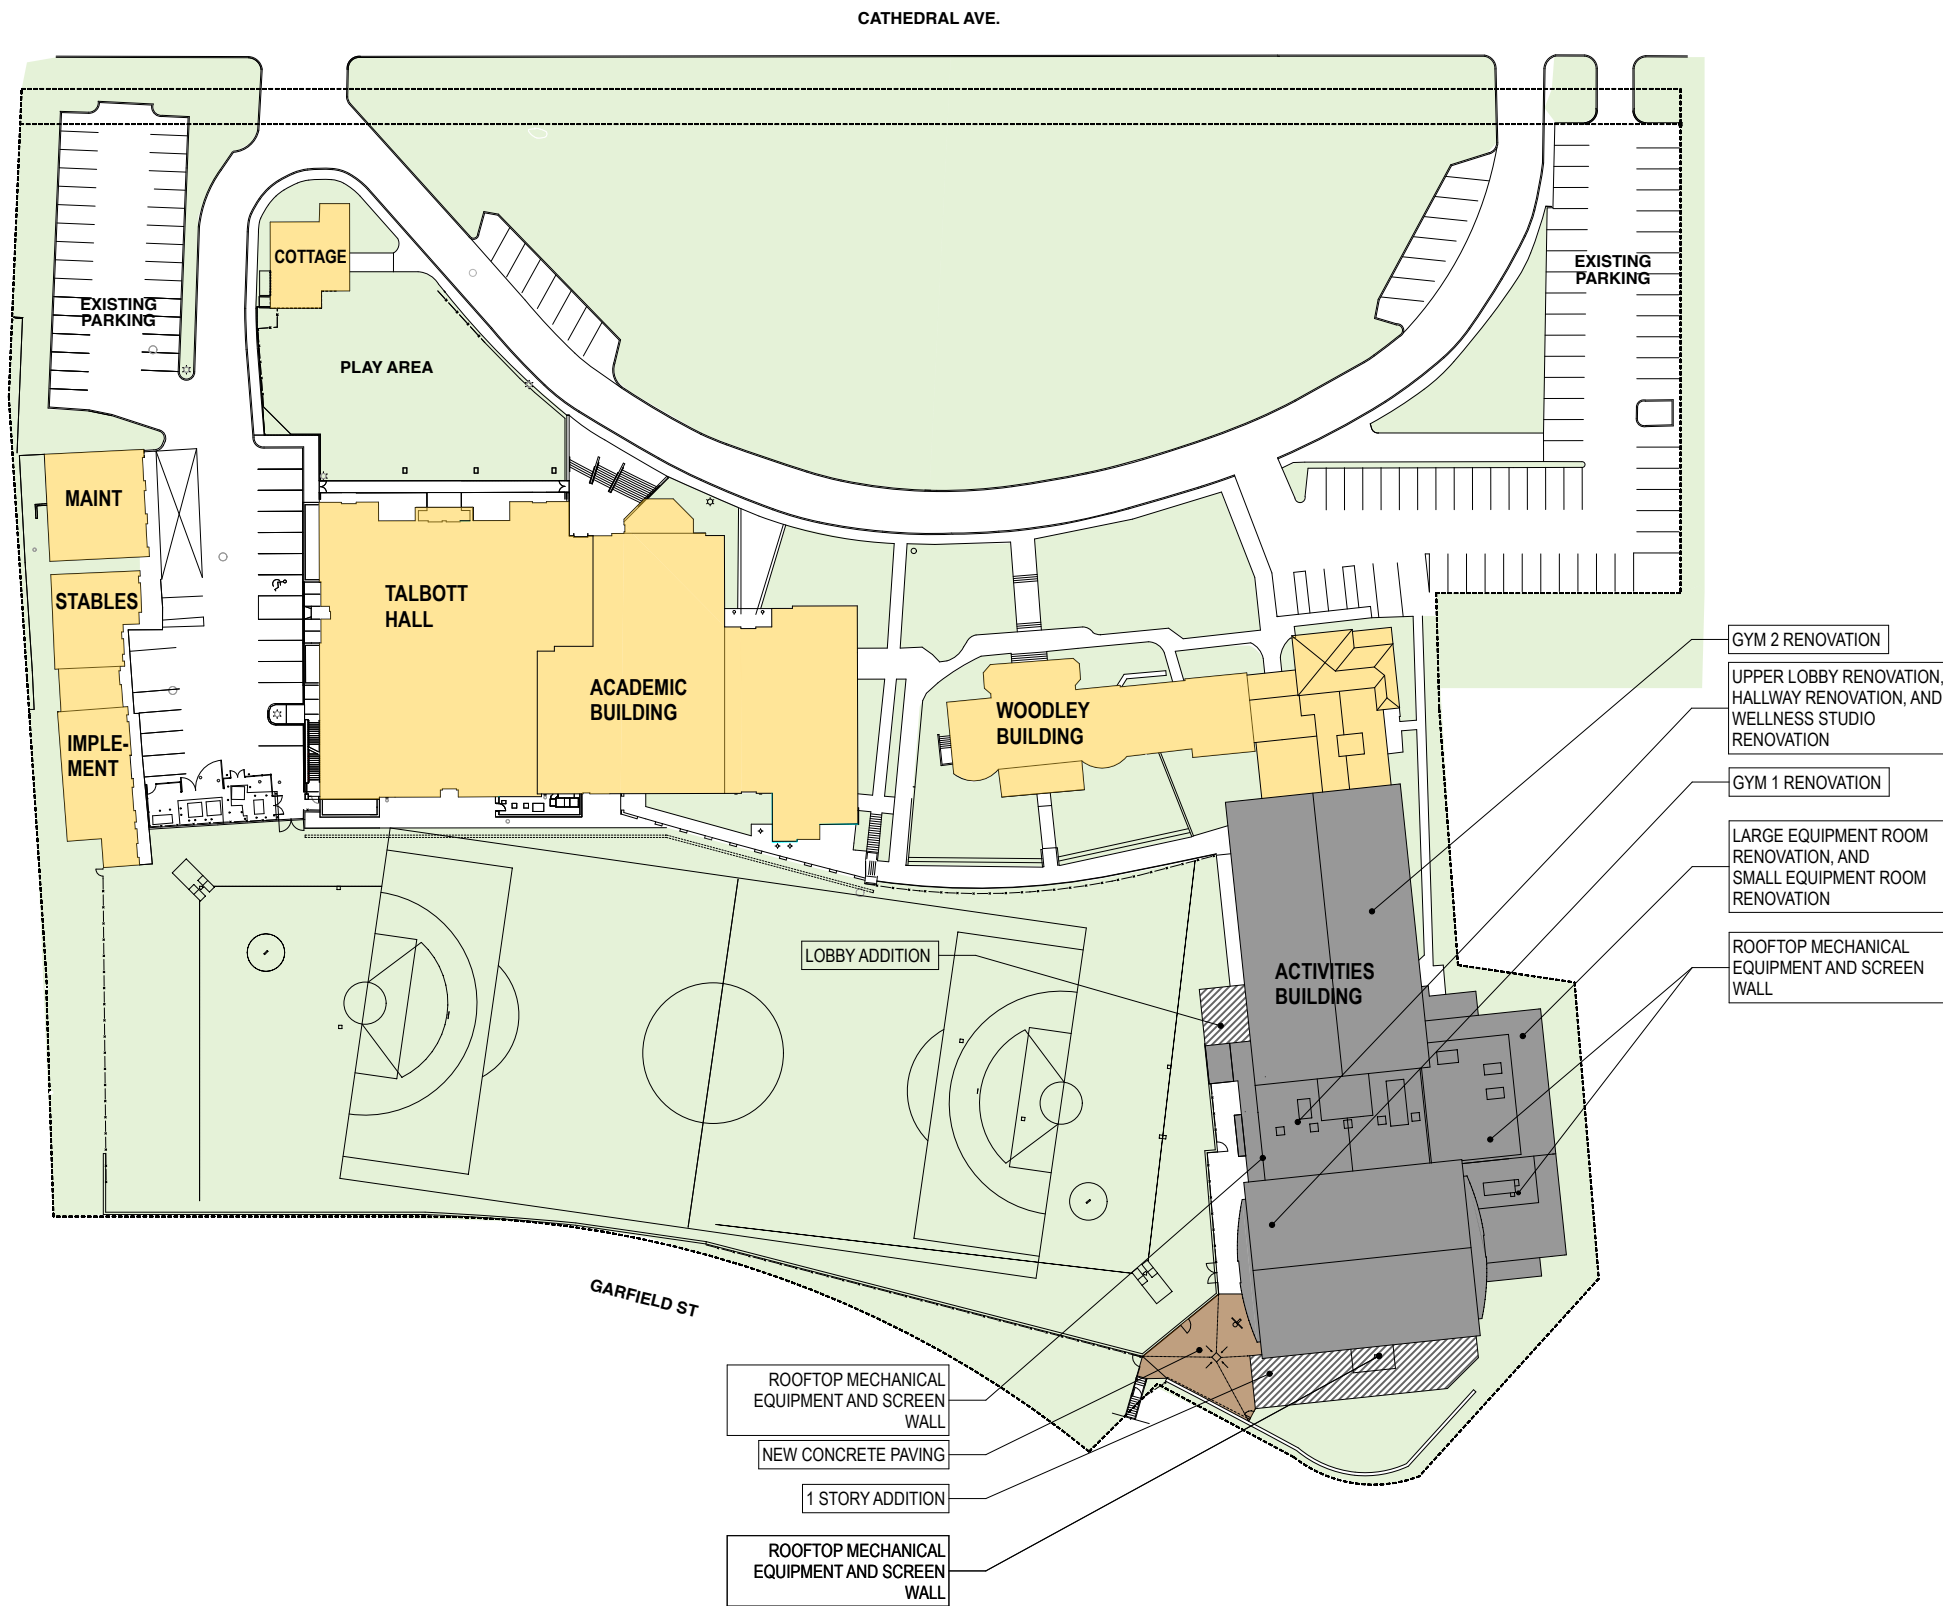 CATHEDRAL AVE.
COTTAGE
EXISTING
PARKING
EXISTING
PARKING
PLAY AREA
MAINT
STABLES
IMPLE-
MENT
TALBOTT
HALL
ACADEMIC
BUILDING
WOODLEY
BUILDING
GYM 2 RENOVATION
UPPER LOBBY RENOVATION,
HALLWAY RENOVATION, AND
WELLNESS STUDIO
RENOVATION
GYM 1 RENOVATION
LARGE EQUIPMENT ROOM
RENOVATION, AND
SMALL EQUIPMENT ROOM
RENOVATION
ROOFTOP MECHANICAL
EQUIPMENT AND SCREEN
WALL
LOBBY ADDITION
ACTIVITIES
BUILDING
GARFIELD ST
ROOFTOP MECHANICAL
EQUIPMENT AND SCREEN
WALL
NEW CONCRETE PAVING
1 STORY ADDITION
ROOFTOP MECHANICAL
EQUIPMENT AND SCREEN
WALL